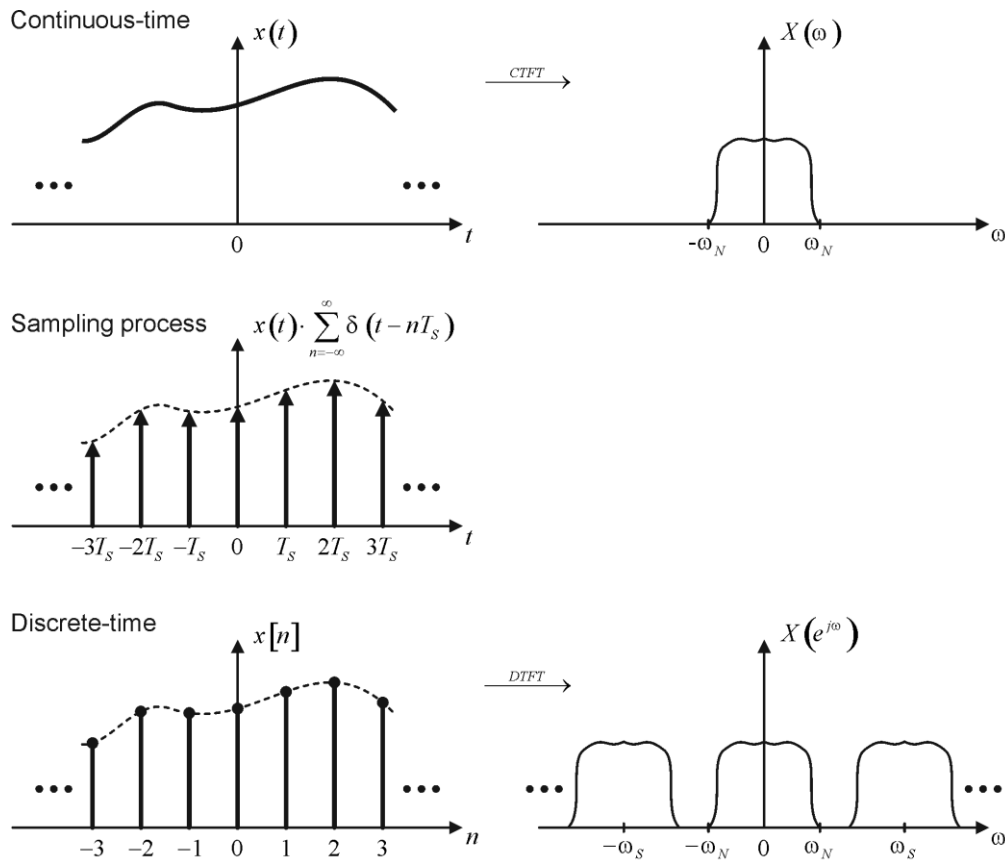 Continuous-time
x(t)
CTFT
X(ω)
•••
•••
0
t
-ω_N
0
ω_N
ω
Sampling process
x(t)·∑_{n=-∞}^{∞} δ(t-nT_S)
•••
•••
−3T_S −2T_S −T_S 0 T_S 2T_S 3T_S
t
Discrete-time
x[n]
DTFT
X(e^{jω})
•••
•••
•••
•••
−3 −2 −1 0 1 2 3
n
−ω_S −ω_N 0 ω_N ω_S
ω